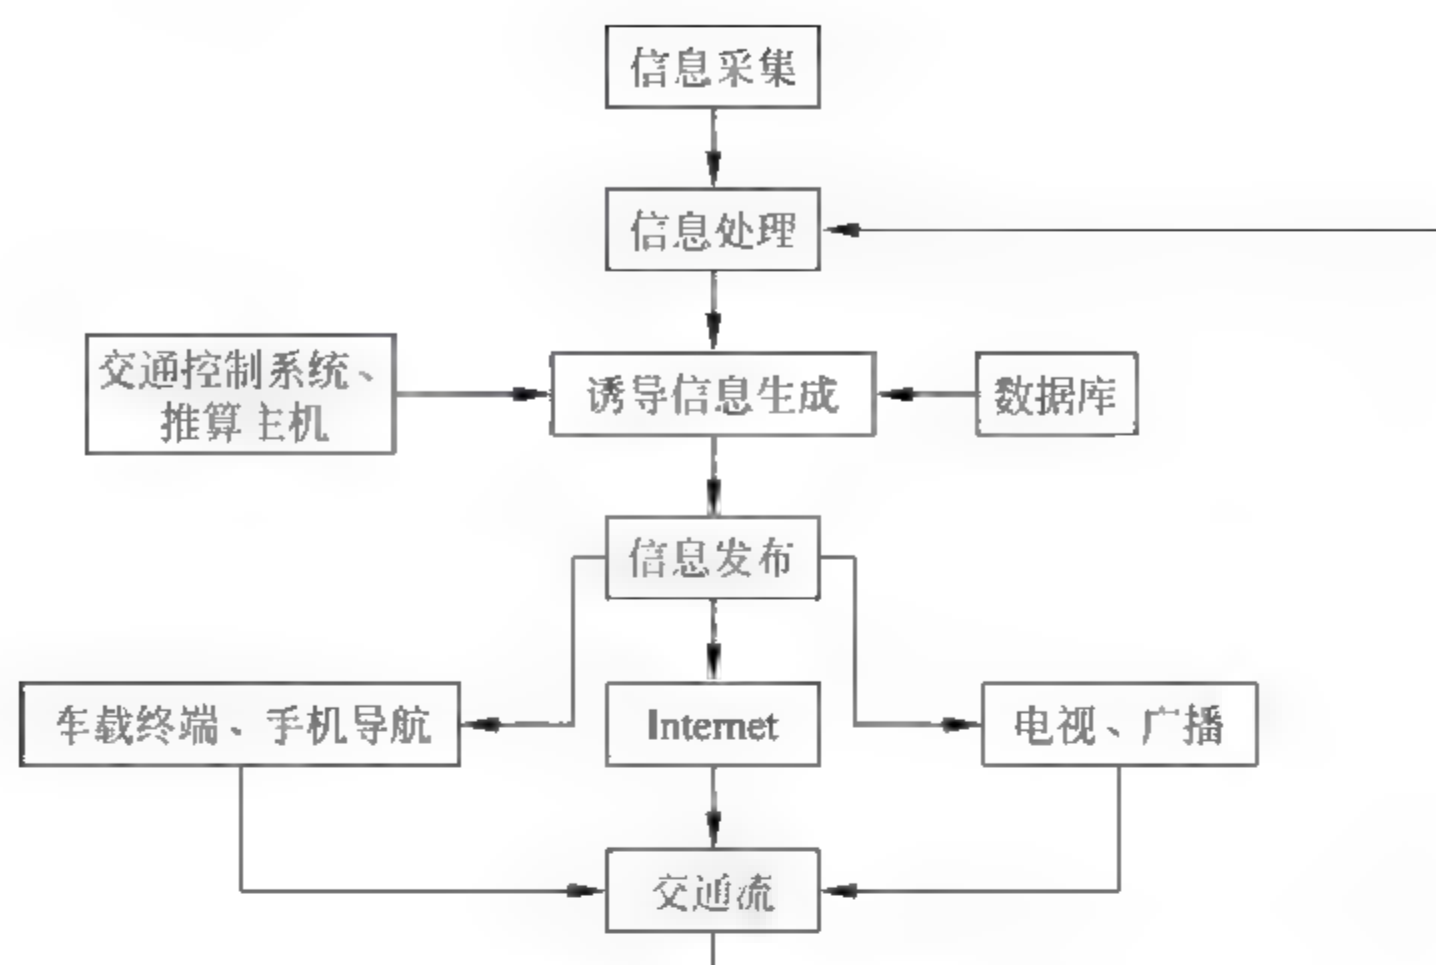 信息采集
信息处理
交通控制系统、
推算主机
诱导信息生成
数据库
信息发布
车载终端、手机导航
Internet
电视、广播
交通流